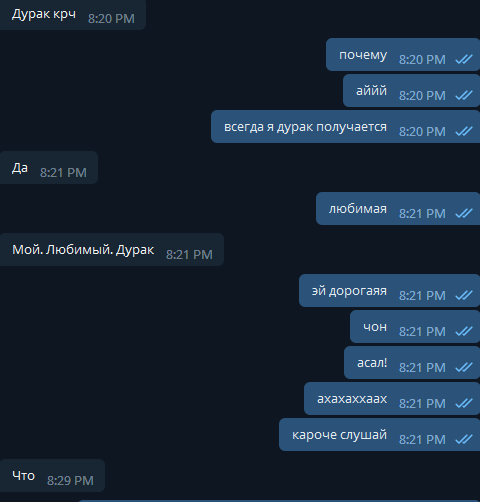 Дурак крч 8:20 PM
почему 8:20 PM
аййй 8:20 PM
всегда я дурак получается 8:20 PM
Да 8:21 PM
любимая 8:21 PM
Мой. Любимый. Дурак 8:21 PM
эй дорогаяя 8:21 PM
чон 8:21 PM
асал! 8:21 PM
ахахаххаах 8:21 PM
кароче слушай 8:21 PM
Что 8:29 PM